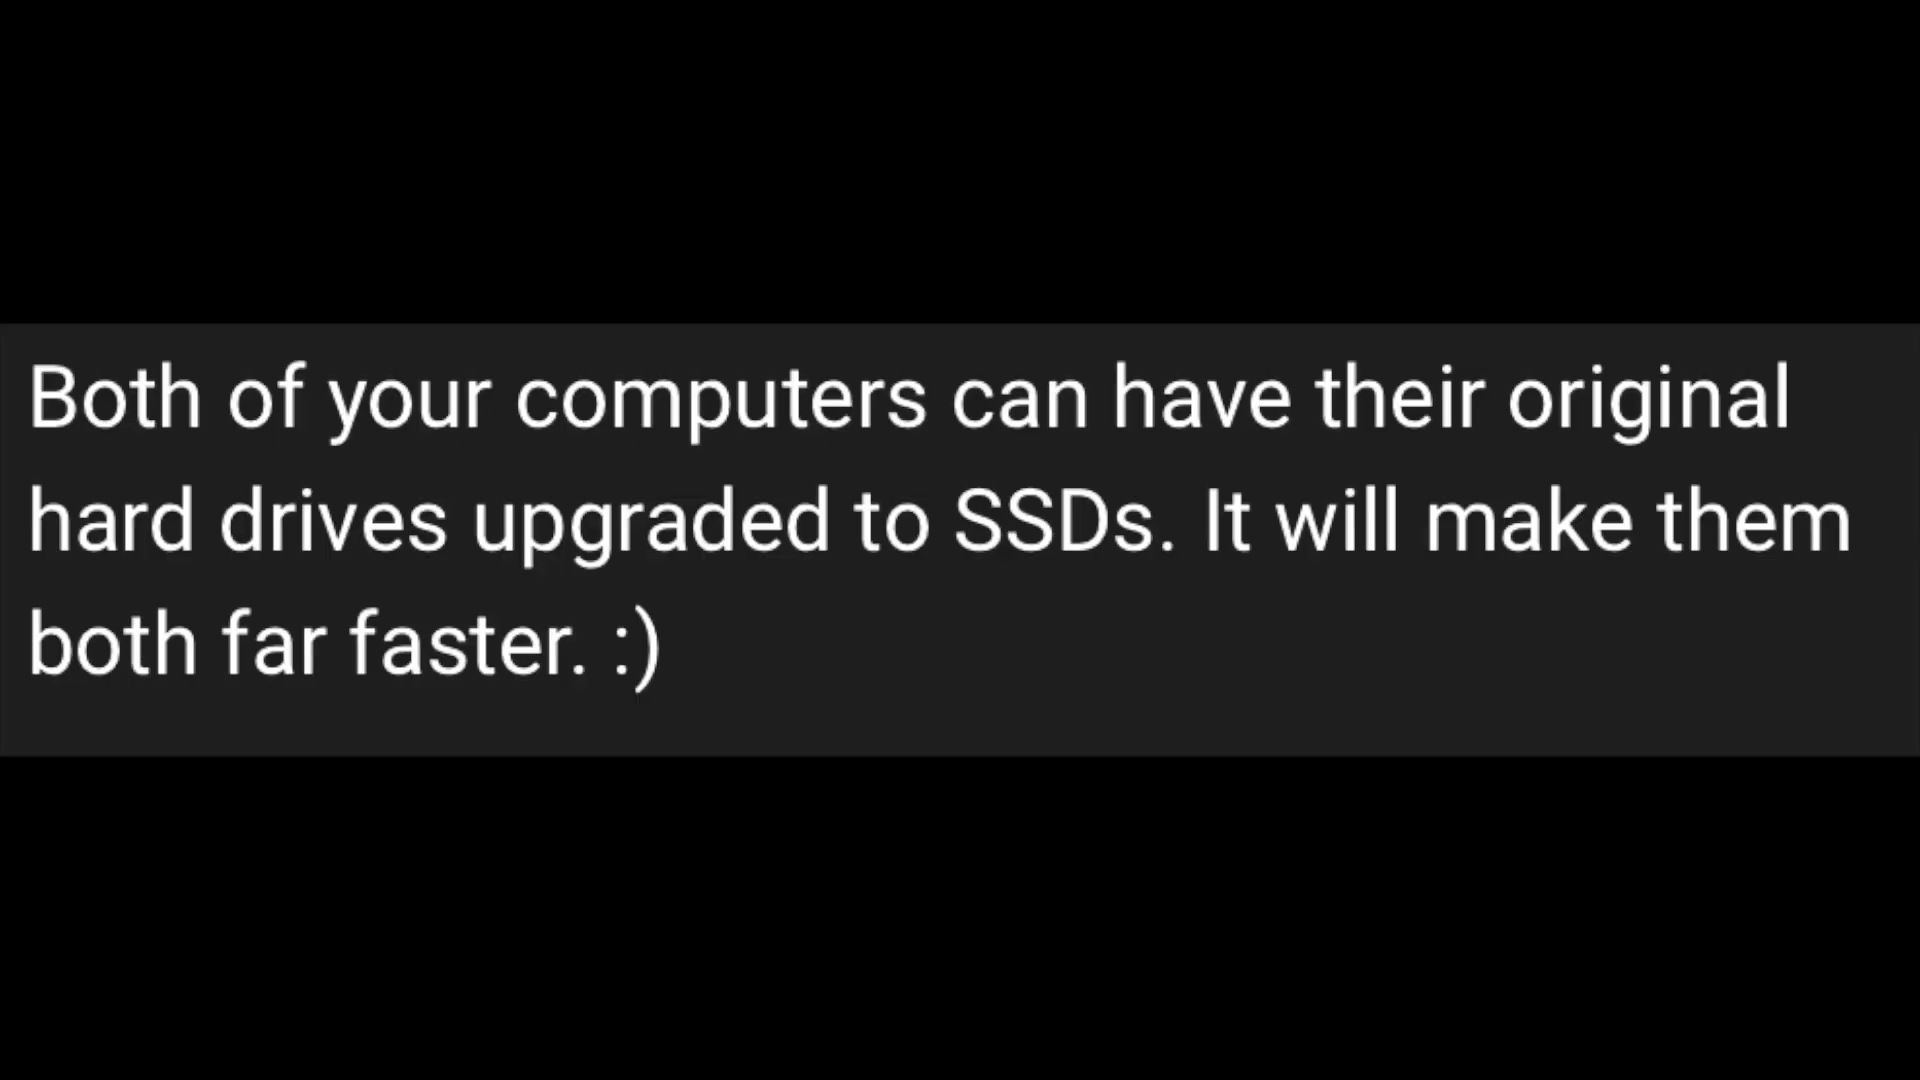 Both of your computers can have their original
hard drives upgraded to SSDs. It will make them
both far faster. :)